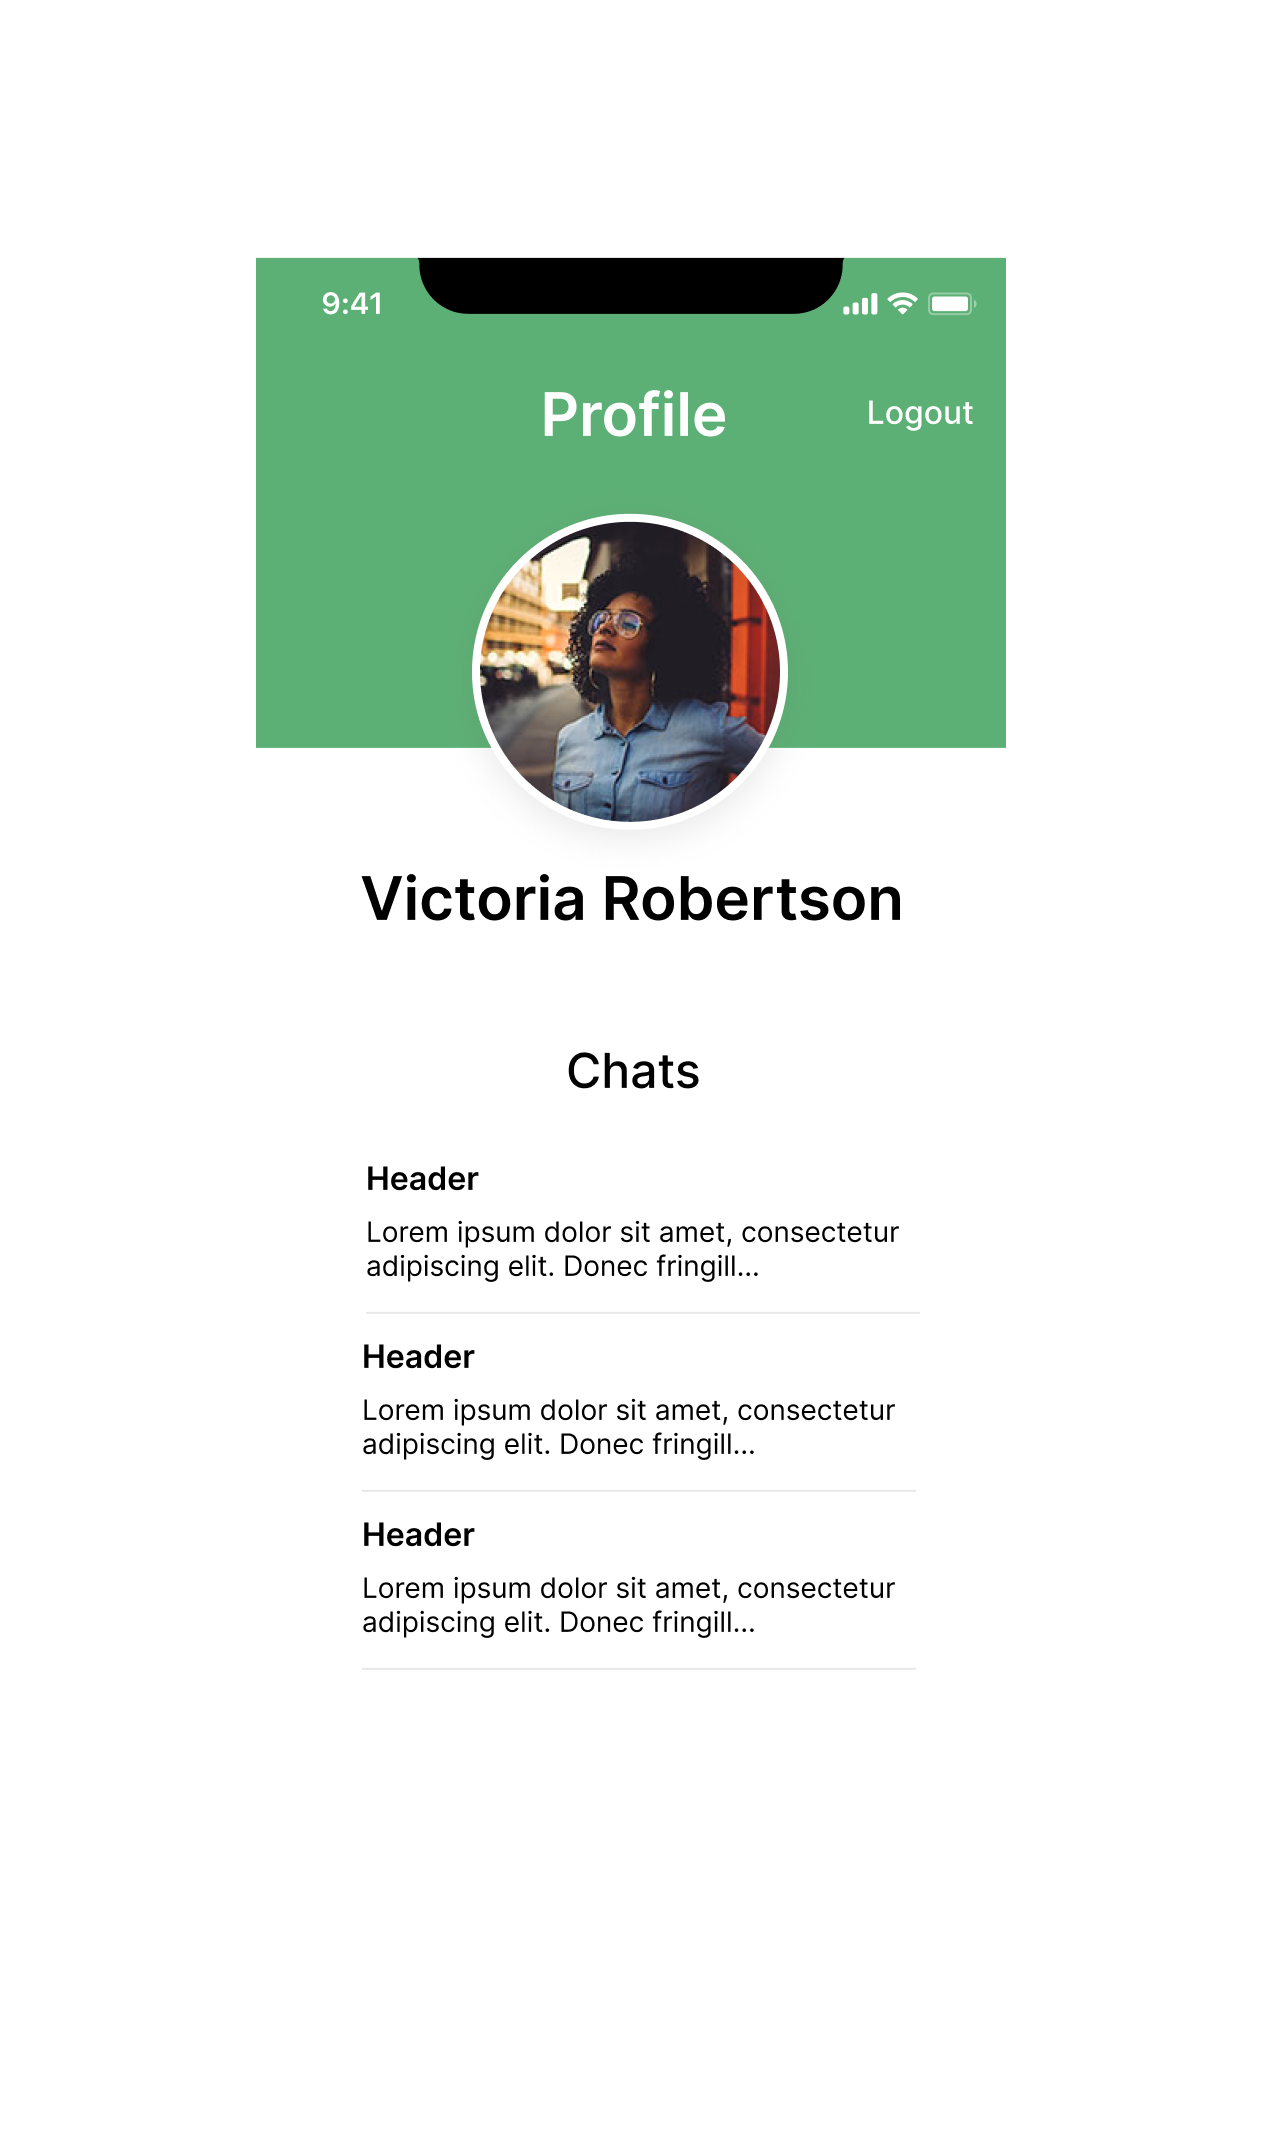 9:41
Profile
Logout
Victoria Robertson
Chats
Header
Lorem ipsum dolor sit amet, consectetur
adipiscing elit. Donec fringill...
Header
Lorem ipsum dolor sit amet, consectetur
adipiscing elit. Donec fringill...
Header
Lorem ipsum dolor sit amet, consectetur
adipiscing elit. Donec fringill...